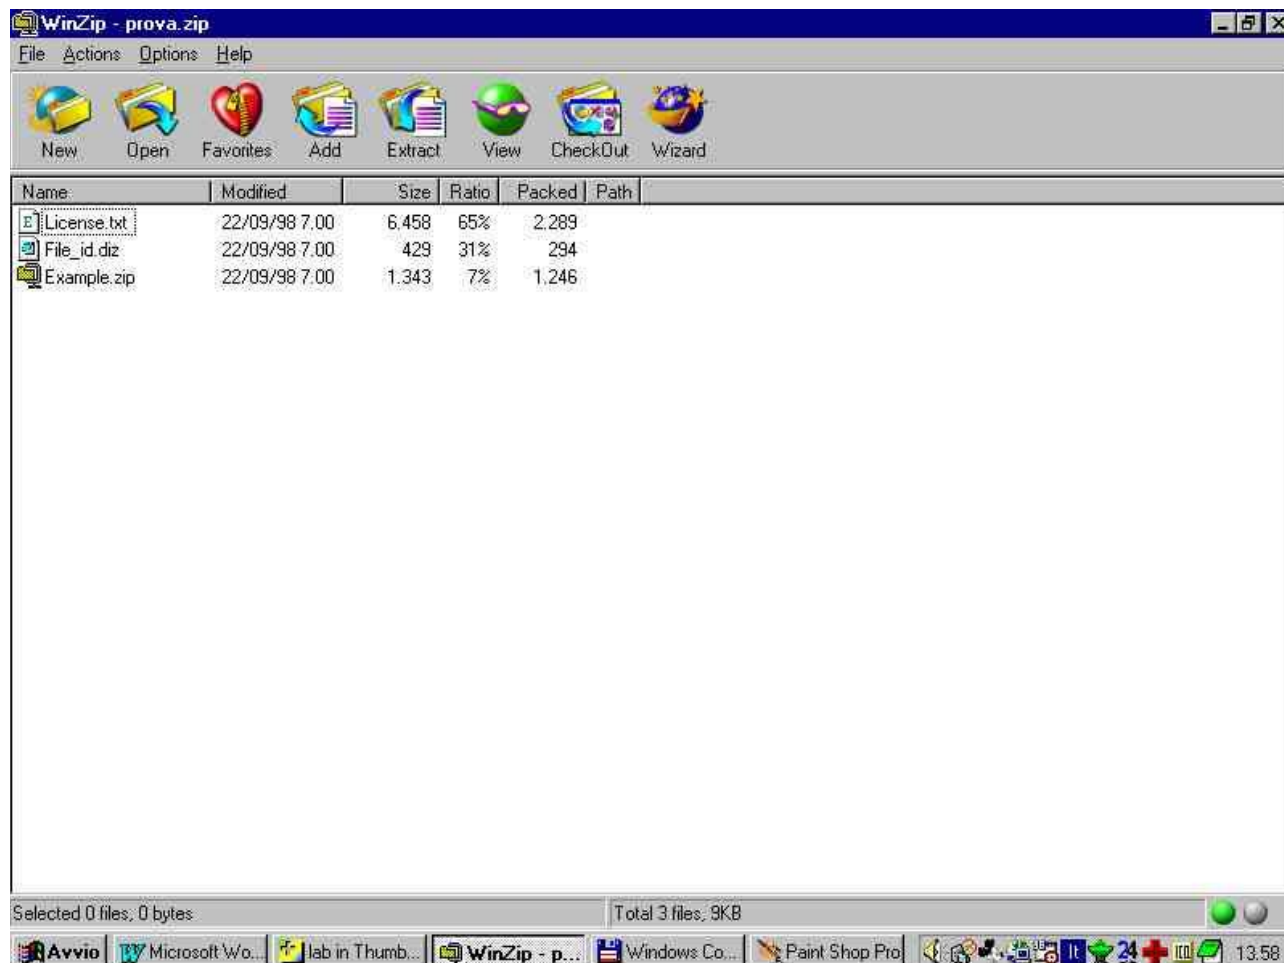 WinZip - prova.zip
File Actions Options Help
New Open Favorites Add Extract View CheckOut Wizard
Name Modified Size Ratio Packed Path
License.txt 22/09/98 7.00 6.458 65% 2.289
File_id.diz 22/09/98 7.00 429 31% 294
Example.zip 22/09/98 7.00 1.343 7% 1.246
Selected 0 files, 0 bytes Total 3 files, 9KB
Avvio Microsoft Wo... lab in Thumb... WinZip - p... Windows Co... Paint Shop Pro It 24 13.58